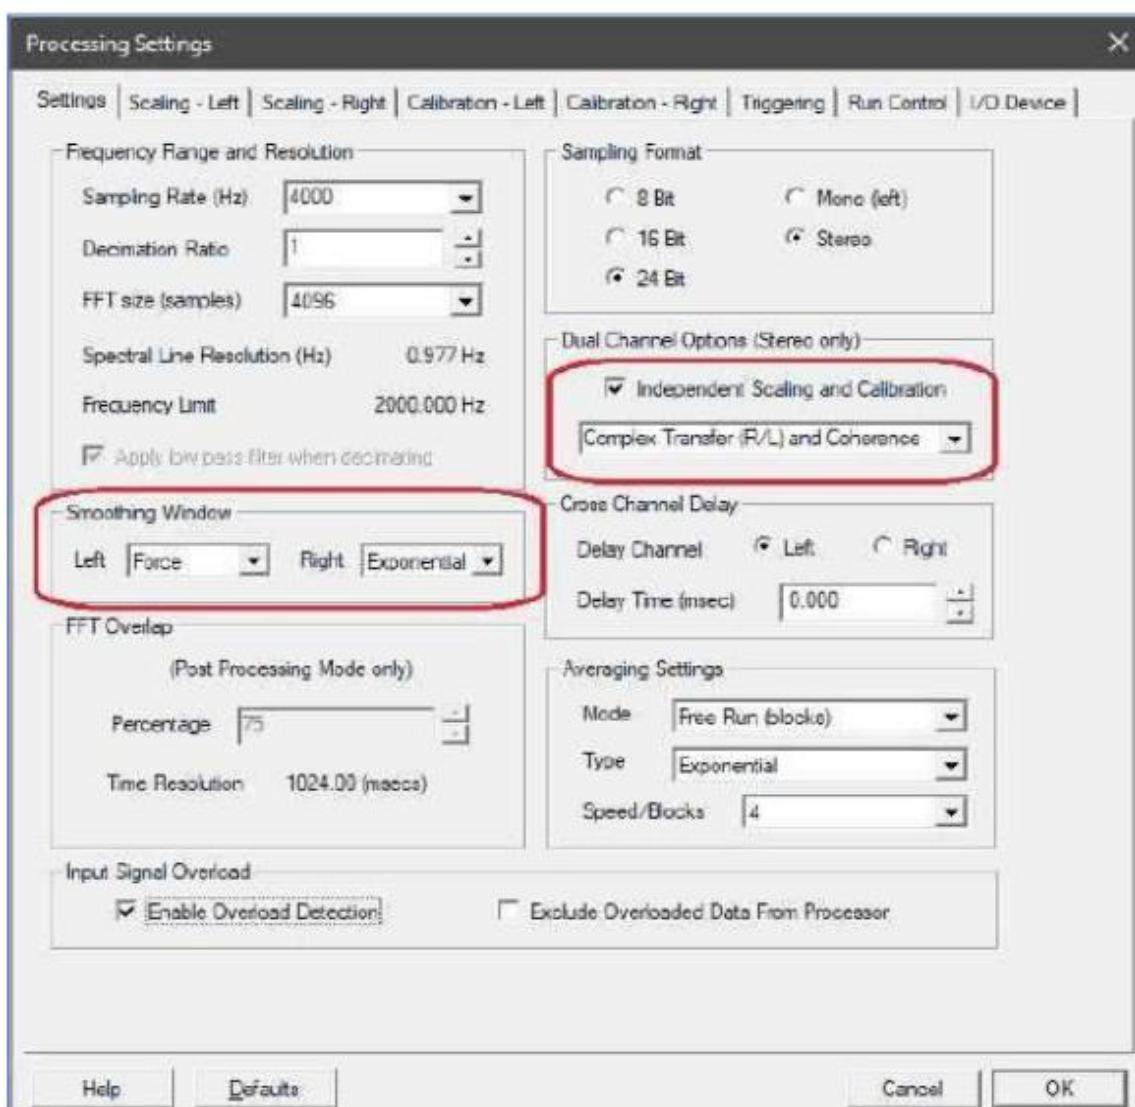 Processing Settings
Settings | Scaling - Left | Scaling - Right | Calibration - Left | Calibration - Right | Triggering | Run Control | I/O Device
Frequency Range and Resolution
Sampling Rate (Hz) 4000
Decimation Ratio 1
FFT size (samples) 4096
Spectral Line Resolution (Hz) 0.977 Hz
Frequency Limit 2000.000 Hz
Apply low pass filter when decimating
Smoothing Window
Left Force Right Exponential
FFT Overlap
(Post Processing Mode only)
Percentage 75
Time Resolution 1024.00 (msecs)
Sampling Format
8 Bit Mono (left)
16 Bit Stereo
24 Bit
Dual Channel Options (Stereo only)
Independent Scaling and Calibration
Complex Transfer (R/L) and Coherence
Cross Channel Delay
Delay Channel Left Right
Delay Time (msec) 0.000
Averaging Settings
Mode Free Run (blocks)
Type Exponential
Speed/Blocks 4
Input Signal Overload
Enable Overload Detection Exclude Overloaded Data From Processor
Help Defaults Cancel OK